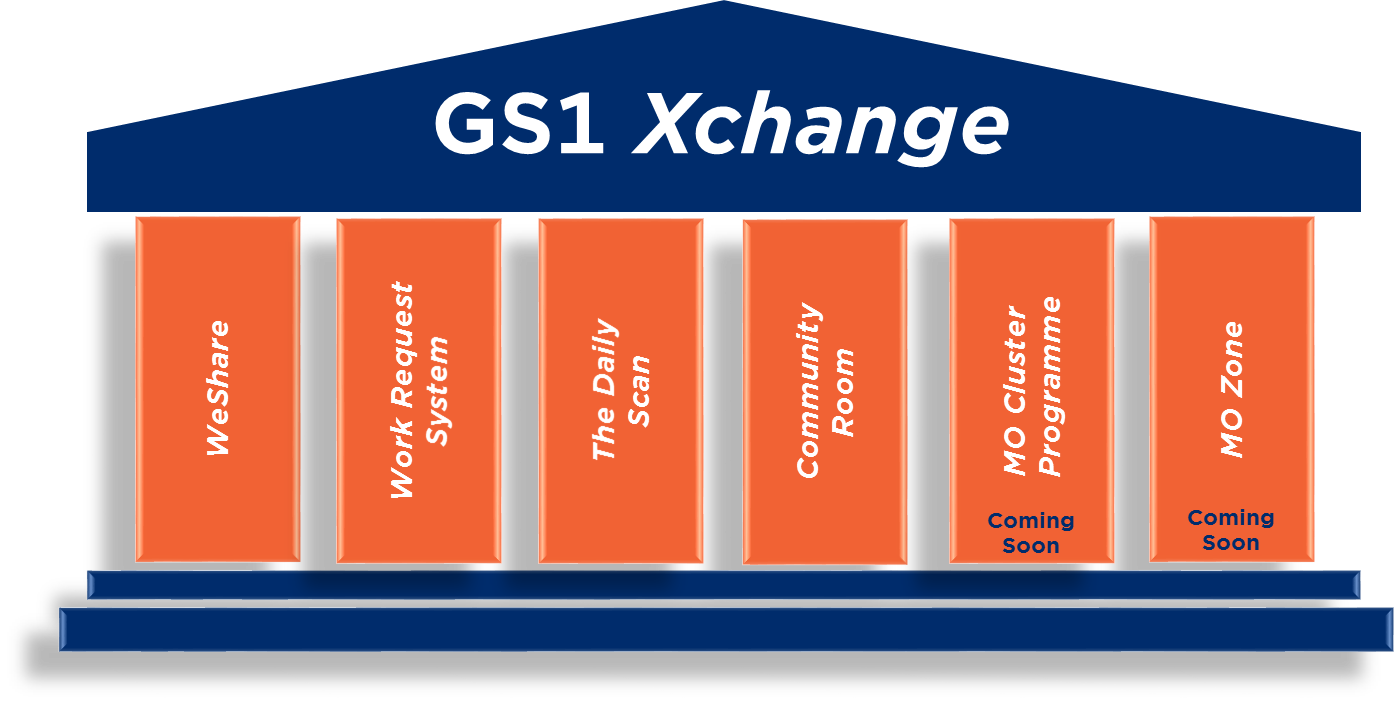 GS1 Xchange
WeShare
Work Request
System
The Daily
Scan
Community
Room
MO Cluster
Programme
Coming
Soon
MO Zone
Coming
Soon